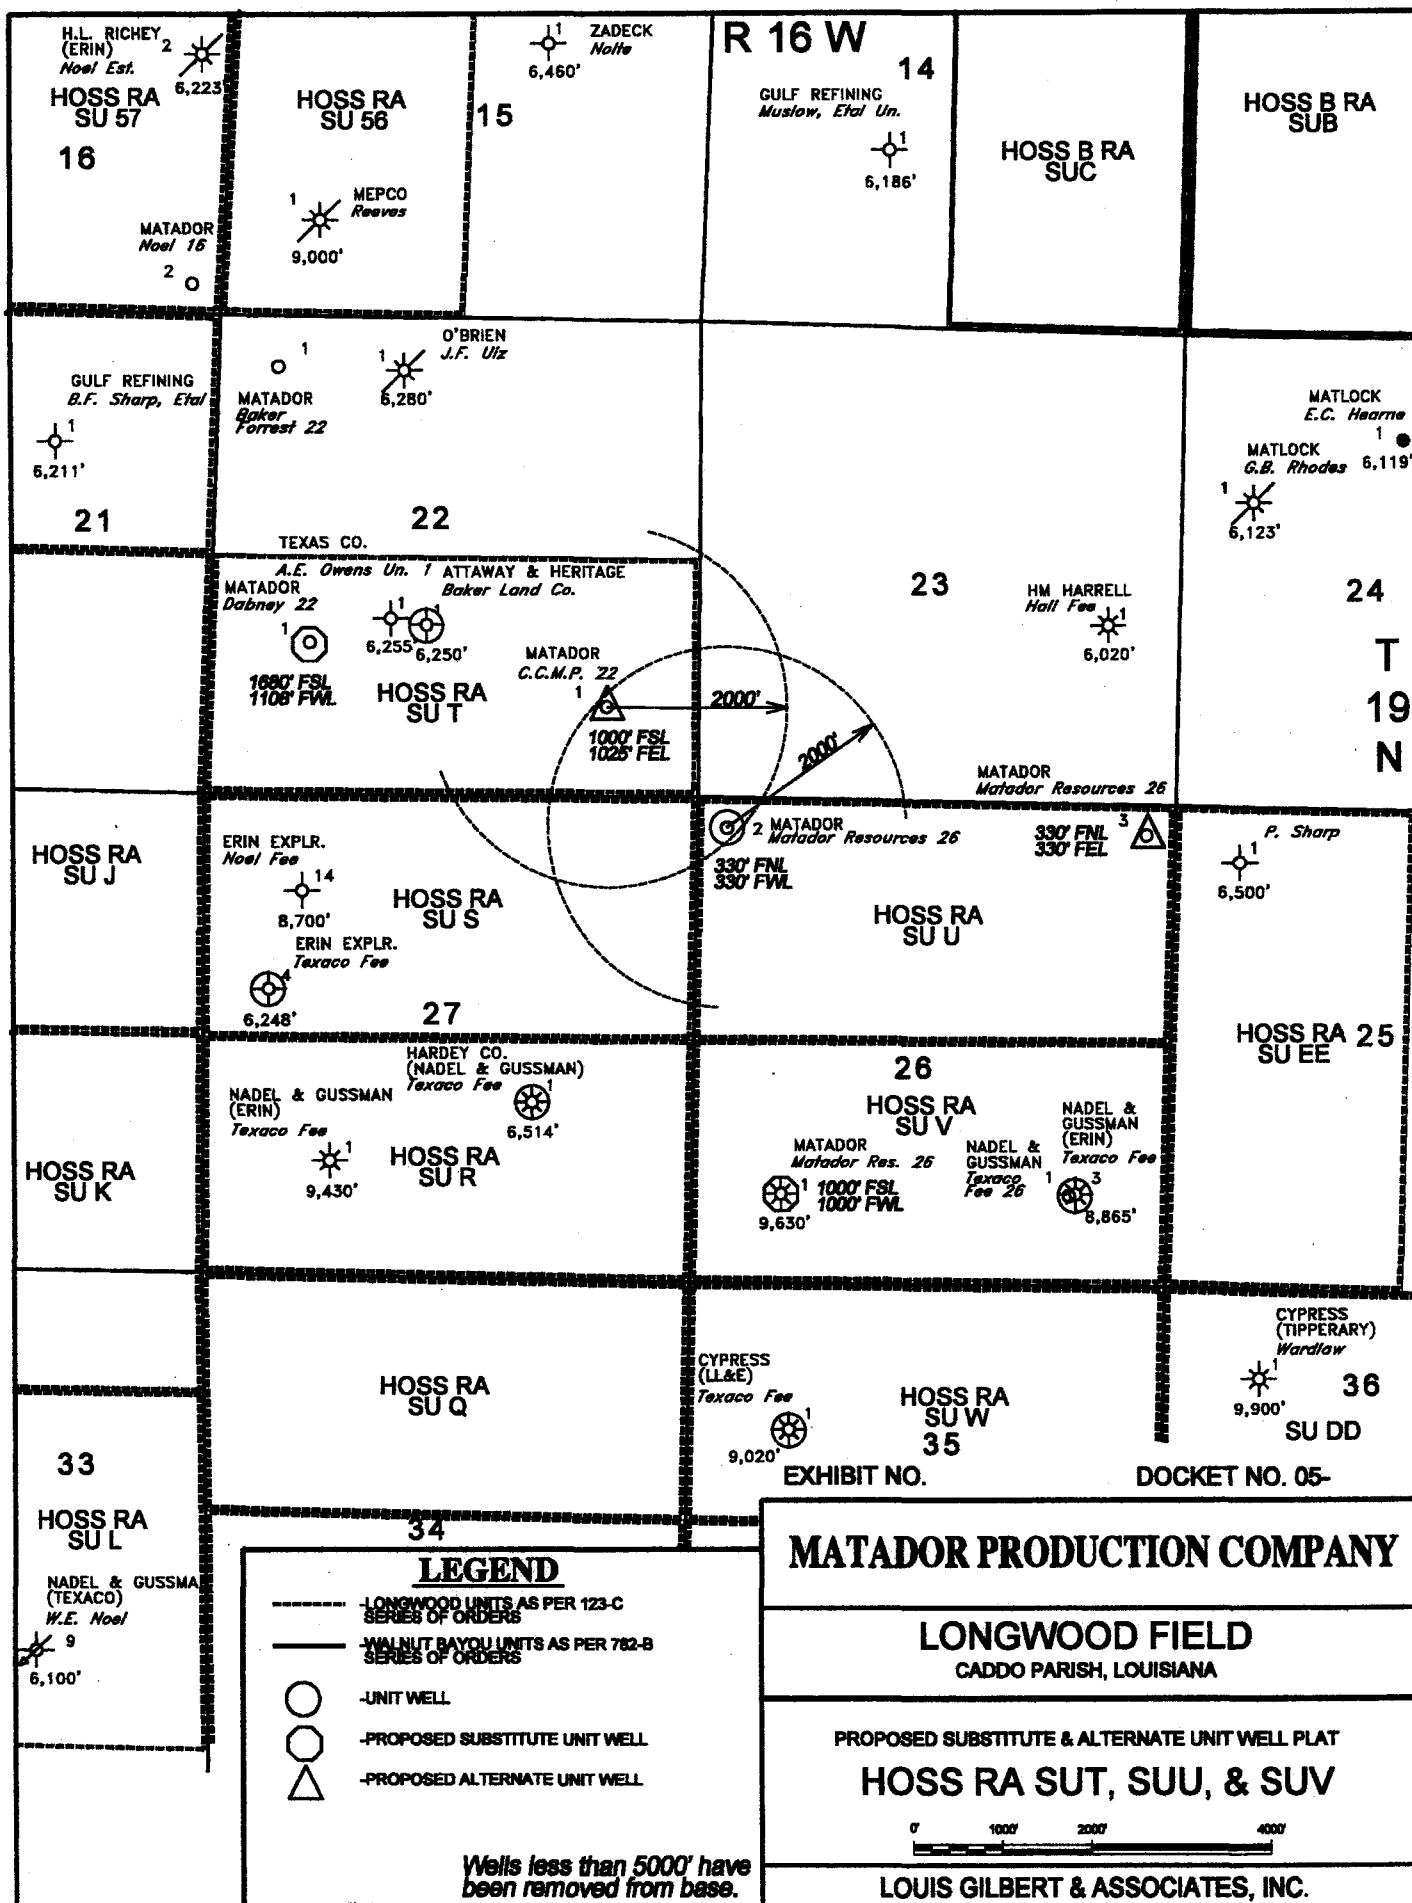 H.L. RICHEY
(ERIN)
Noel Est.
2
6,223'
HOSS RA
SU 57
16
MATADOR
Noel 16
2
HOSS RA
SU 56
1
MEPCO
Reeves
9,000'
15
1
ZADECK
Nolte
6,460'
R 16 W
14
GULF REFINING
Muslow, Etal Un.
1
6,186'
HOSS B RA
SUC
HOSS B RA
SUB
GULF REFINING
B.F. Sharp, Etal
1
6,211'
21
1
MATADOR
Baker
Forrest 22
O'BRIEN
J.F. Utz
1
6,280'
22
MATLOCK
E.C. Hearne
1
6,119'
MATLOCK
G.B. Rhodes
1
6,123'
TEXAS CO.
A.E. Owens Un. 1
ATTAWAY & HERITAGE
Baker Land Co.
MATADOR
Dabney 22
1
1680' FSL
1108' FWL
1
6,255'
1
6,250'
HOSS RA
SU T
MATADOR
C.C.M.P. 22
1
1000' FSL
1025' FEL
2000'
2000'
23
HM HARRELL
Hall Fee
1
6,020'
24
T
19
N
HOSS RA
SU J
ERIN EXPLR.
Noel Fee
14
8,700'
ERIN EXPLR.
Texaco Fee
4
6,248'
HOSS RA
SU S
27
2
MATADOR
Matador Resources 26
330' FNL
330' FWL
MATADOR
Matador Resources 26
330' FNL
330' FEL
3
HOSS RA
SU U
P. Sharp
1
6,500'
HOSS RA
SU EE
25
HOSS RA
SU K
HARDEY CO.
(NADEL & GUSSMAN)
Texaco Fee
1
6,514'
NADEL & GUSSMAN
(ERIN)
Texaco Fee
1
9,430'
HOSS RA
SU R
26
HOSS RA
SU V
MATADOR
Matador Res. 26
1
1000' FSL
1000' FWL
9,630'
NADEL &
GUSSMAN
Texaco
Fee 26
1
NADEL &
GUSSMAN
(ERIN)
Texaco Fee
3
8,865'
HOSS RA
SU Q
CYPRESS
(LL&E)
Texaco Fee
1
9,020'
HOSS RA
SU W
35
CYPRESS
(TIPPERARY)
Wardlaw
1
9,900'
36
SU DD
33
HOSS RA
SU L
NADEL & GUSSMA
(TEXACO)
W.E. Noel
9
6,100'
34
EXHIBIT NO.
DOCKET NO. 05-
LEGEND
-LONGWOOD UNITS AS PER 123-C
SERIES OF ORDERS
-WALNUT BAYOU UNITS AS PER 782-B
SERIES OF ORDERS
-UNIT WELL
-PROPOSED SUBSTITUTE UNIT WELL
-PROPOSED ALTERNATE UNIT WELL
Wells less than 5000' have
been removed from base.
MATADOR PRODUCTION COMPANY
LONGWOOD FIELD
CADDO PARISH, LOUISIANA
PROPOSED SUBSTITUTE & ALTERNATE UNIT WELL PLAT
HOSS RA SUT, SUU, & SUV
0' 1000' 2000' 4000'
LOUIS GILBERT & ASSOCIATES, INC.